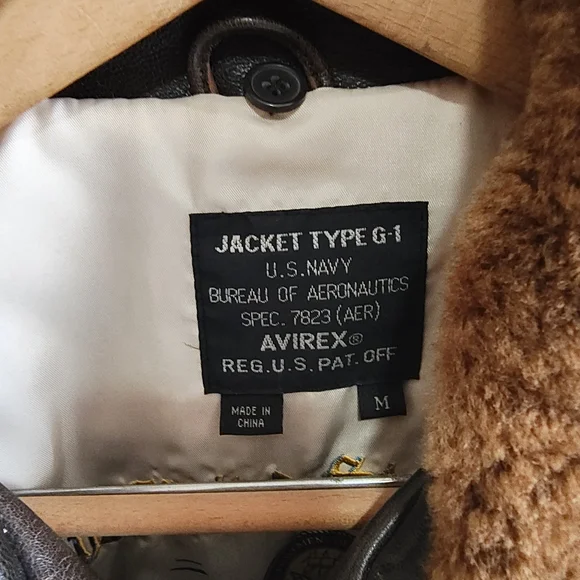 JACKET TYPE G-1
U.S. NAVY
BUREAU OF AERONAUTICS
SPEC. 7823 (AER)
AVIREX®
REG. U.S. PAT. OFF
MADE IN
CHINA
M